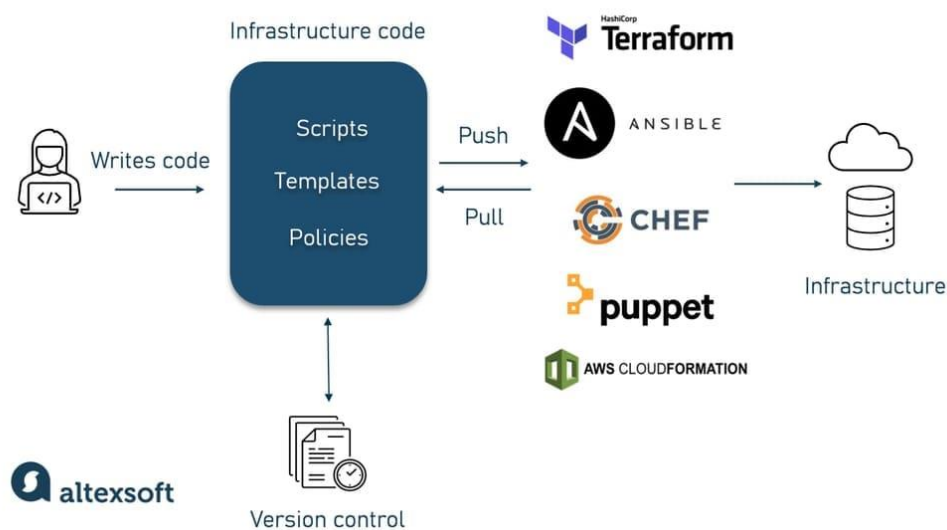 Infrastructure code
Writes code
</>
Scripts
Templates
Policies
Push
Pull
HashiCorp
Terraform
ANSIBLE
CHEF
puppet
AWS CLOUDFORMATION
Infrastructure
Version control
altexsoft